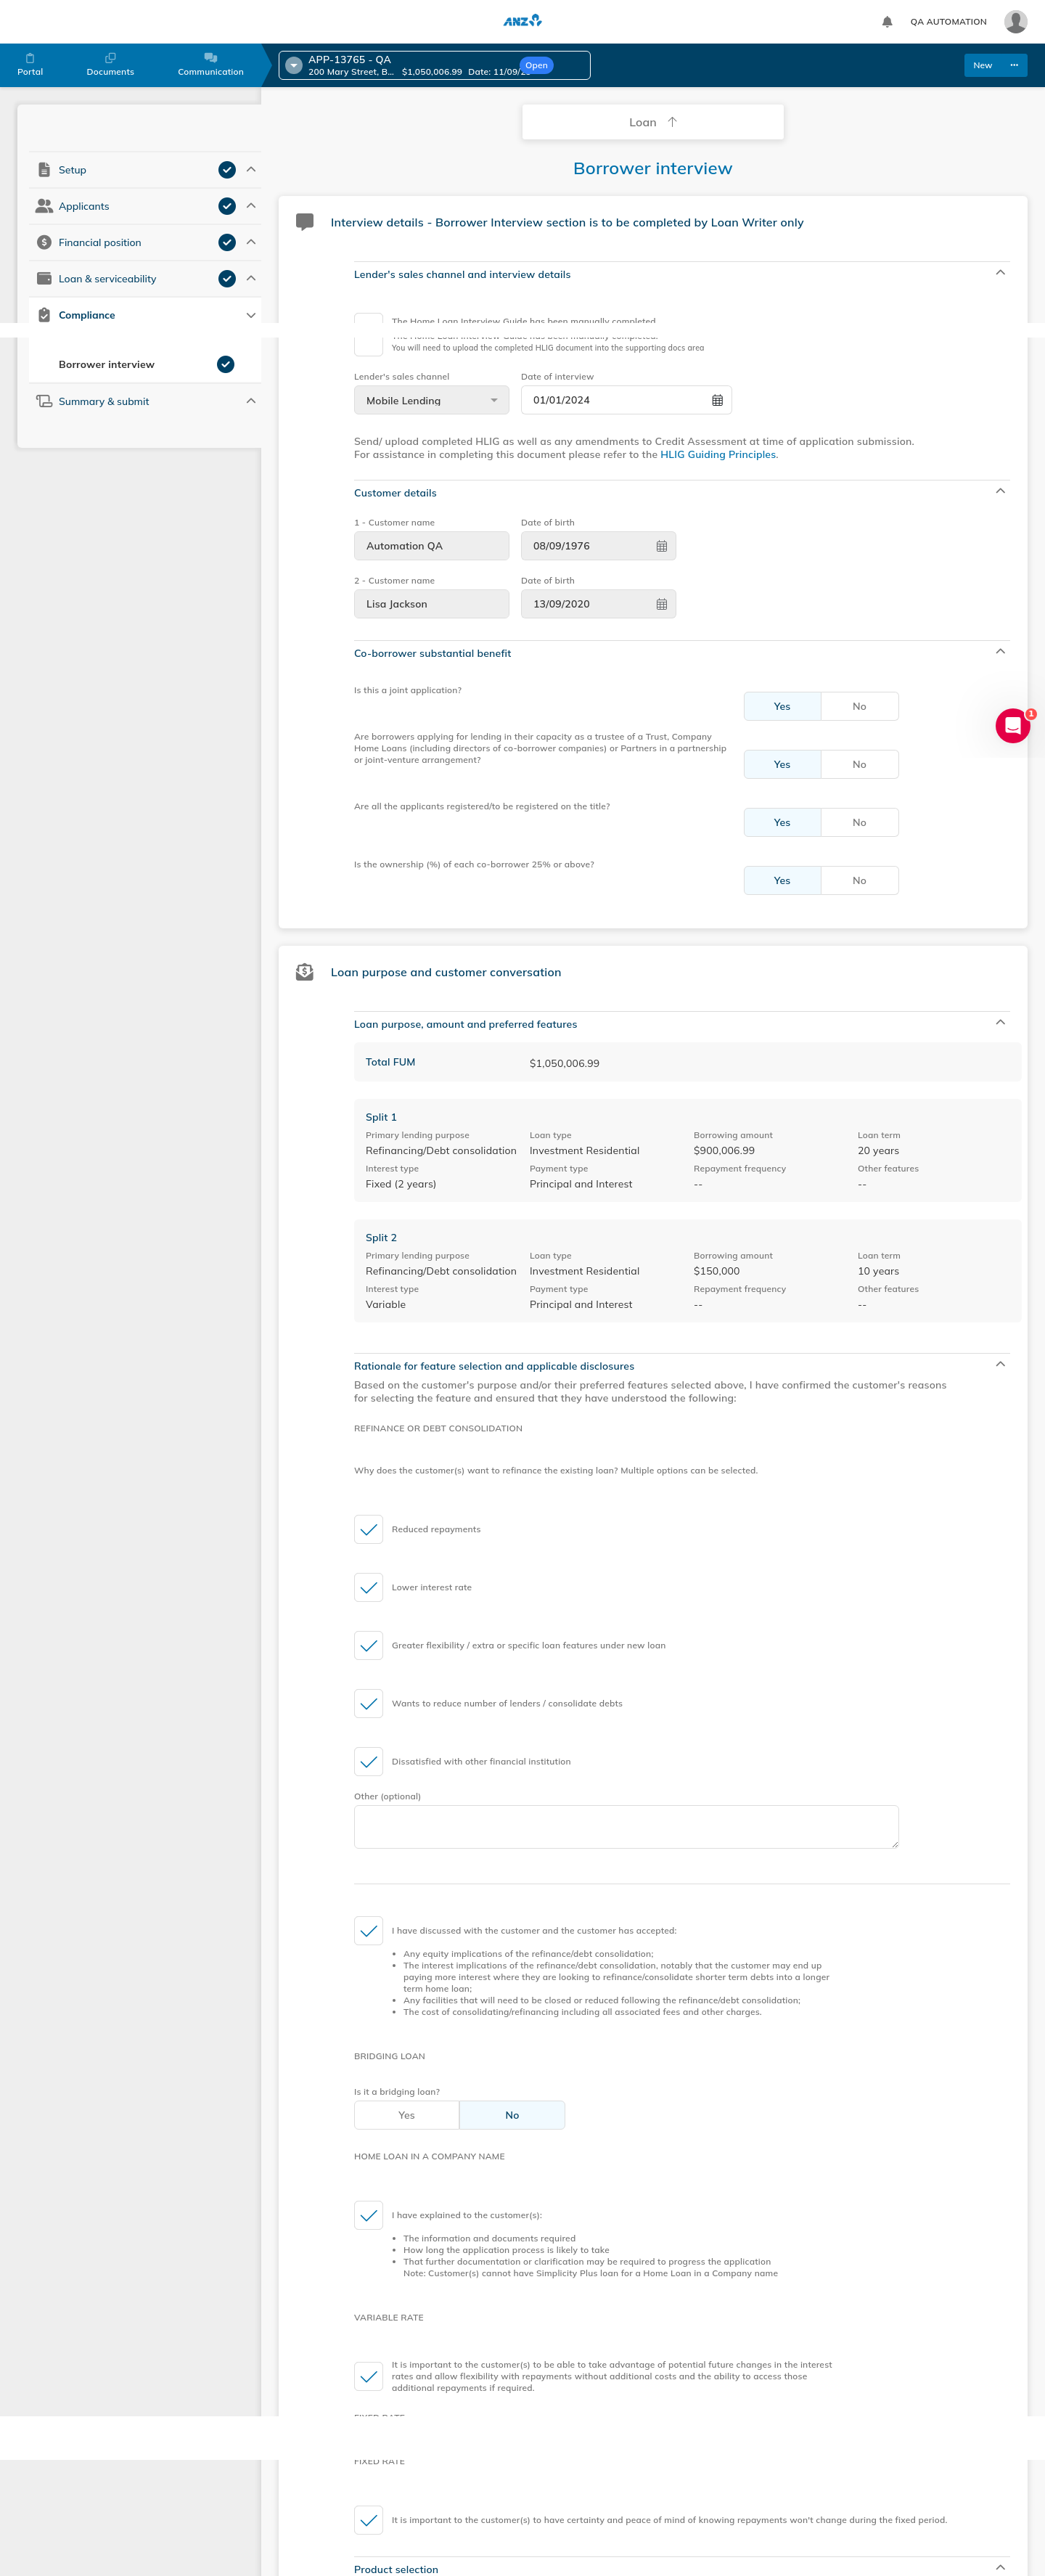 ANZ
QA AUTOMATION
Portal
Documents
Communication
APP-13765 - QA
200 Mary Street, B... $1,050,006.99 Date: 11/09/
Open
New
Loan
Borrower interview
Setup
Applicants
Financial position
Loan & serviceability
Compliance
Borrower interview
Summary & submit
Interview details - Borrower Interview section is to be completed by Loan Writer only
Lender's sales channel and interview details
The Home Loan Interview Guide has been manually completed.
The Home Loan Interview Guide has been manually completed.
You will need to upload the completed HLIG document into the supporting docs area
Lender's sales channel
Date of interview
Mobile Lending
01/01/2024
Send/ upload completed HLIG as well as any amendments to Credit Assessment at time of application submission.
For assistance in completing this document please refer to the HLIG Guiding Principles.
Customer details
1 - Customer name
Date of birth
Automation QA
08/09/1976
2 - Customer name
Date of birth
Lisa Jackson
13/09/2020
Co-borrower substantial benefit
Is this a joint application?
Yes
No
1
Are borrowers applying for lending in their capacity as a trustee of a Trust, Company
Home Loans (including directors of co-borrower companies) or Partners in a partnership
or joint-venture arrangement?
Yes
No
Are all the applicants registered/to be registered on the title?
Yes
No
Is the ownership (%) of each co-borrower 25% or above?
Yes
No
Loan purpose and customer conversation
Loan purpose, amount and preferred features
Total FUM
$1,050,006.99
Split 1
Primary lending purpose
Loan type
Borrowing amount
Loan term
Refinancing/Debt consolidation
Investment Residential
$900,006.99
20 years
Interest type
Payment type
Repayment frequency
Other features
Fixed (2 years)
Principal and Interest
--
--
Split 2
Primary lending purpose
Loan type
Borrowing amount
Loan term
Refinancing/Debt consolidation
Investment Residential
$150,000
10 years
Interest type
Payment type
Repayment frequency
Other features
Variable
Principal and Interest
--
--
Rationale for feature selection and applicable disclosures
Based on the customer's purpose and/or their preferred features selected above, I have confirmed the customer's reasons
for selecting the feature and ensured that they have understood the following:
REFINANCE OR DEBT CONSOLIDATION
Why does the customer(s) want to refinance the existing loan? Multiple options can be selected.
Reduced repayments
Lower interest rate
Greater flexibility / extra or specific loan features under new loan
Wants to reduce number of lenders / consolidate debts
Dissatisfied with other financial institution
Other (optional)
I have discussed with the customer and the customer has accepted:
• Any equity implications of the refinance/debt consolidation;
• The interest implications of the refinance/debt consolidation, notably that the customer may end up
paying more interest where they are looking to refinance/consolidate shorter term debts into a longer
term home loan;
• Any facilities that will need to be closed or reduced following the refinance/debt consolidation;
• The cost of consolidating/refinancing including all associated fees and other charges.
BRIDGING LOAN
Is it a bridging loan?
Yes
No
HOME LOAN IN A COMPANY NAME
I have explained to the customer(s):
• The information and documents required
• How long the application process is likely to take
• That further documentation or clarification may be required to progress the application
Note: Customer(s) cannot have Simplicity Plus loan for a Home Loan in a Company name
VARIABLE RATE
It is important to the customer(s) to be able to take advantage of potential future changes in the interest
rates and allow flexibility with repayments without additional costs and the ability to access those
additional repayments if required.
FIXED RATE
FIXED RATE
It is important to the customer(s) to have certainty and peace of mind of knowing repayments won't change during the fixed period.
Product selection